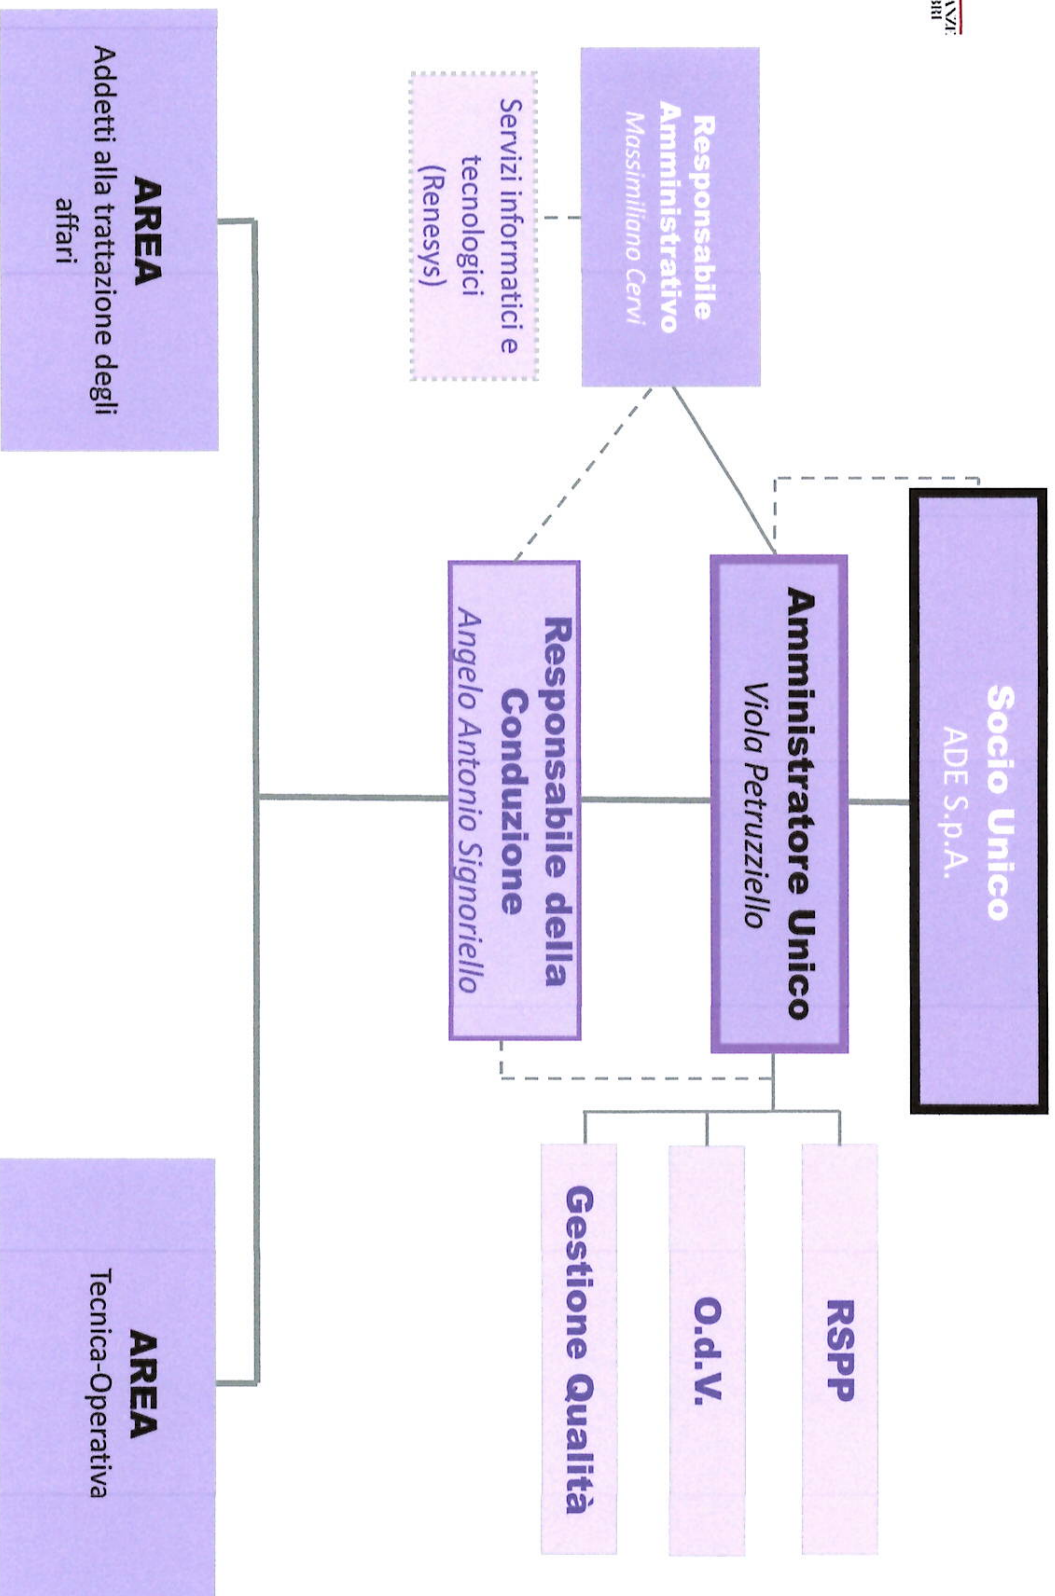 Socio Unico
ADE S.p.A.
Amministratore Unico
Viola Petruzziello
Responsabile
Amministrativo
Massimiliano Cervi
Servizi informatici e
tecnologici
(Renesys)
Responsabile della
Conduzione
Angelo Antonio Signoriello
RSPP
O.d.V.
Gestione Qualità
AREA
Addetti alla trattazione degli
affari
AREA
Tecnica-Operativa